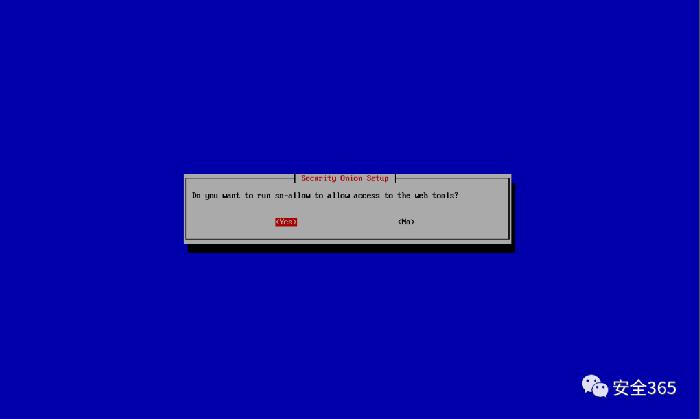 Security Onion Setup
Do you want to run so-allow to allow access to the web tools?
<Yes> <No>
安全365